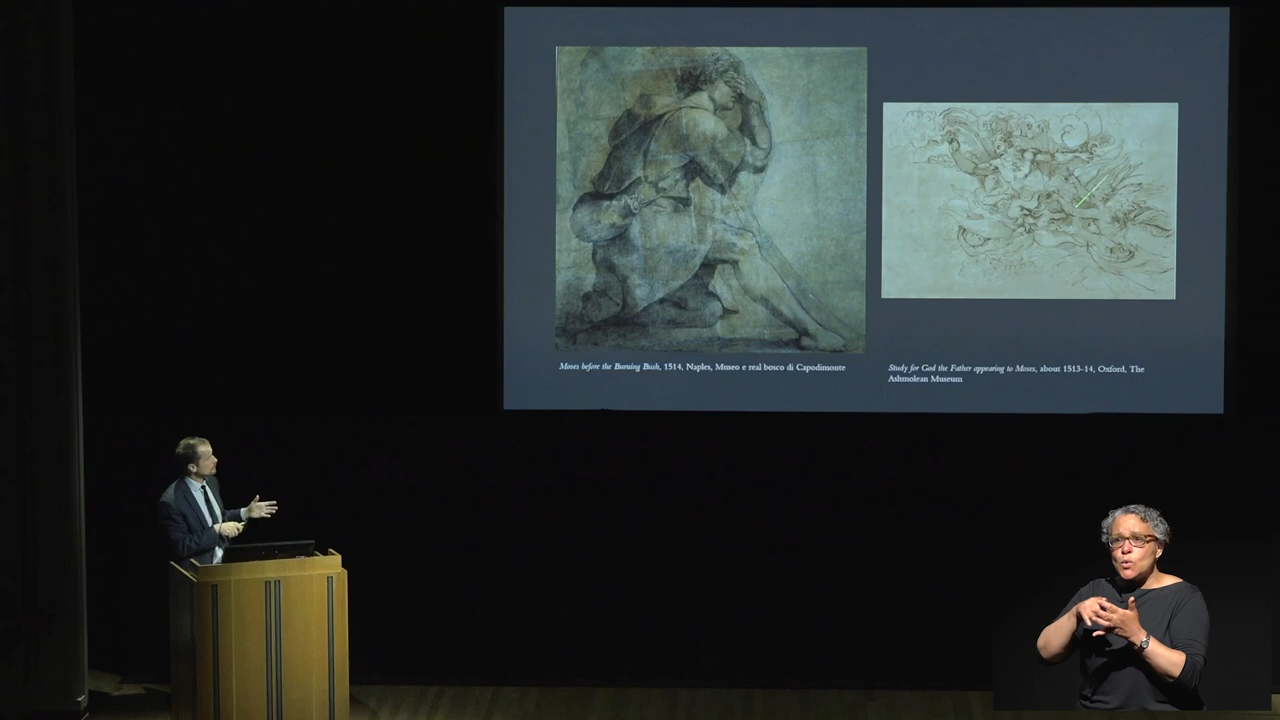 Moses before the Burning Bush, 1514, Naples, Museo e real bosco di Capodimonte
Study for God the Father appearing to Moses, about 1513-14, Oxford, The
Ashmolean Museum